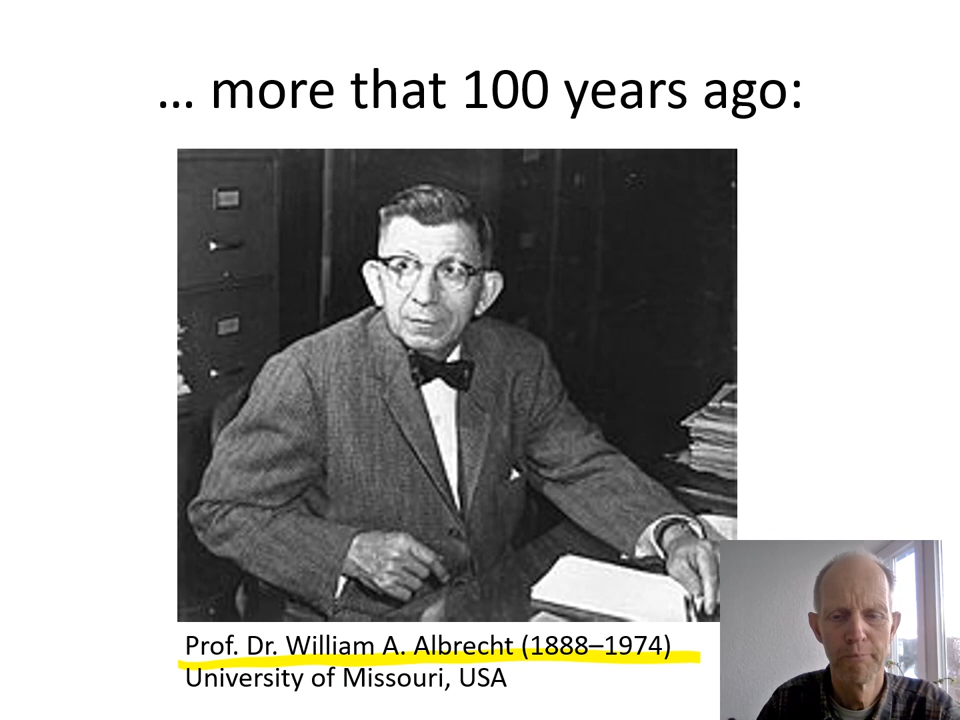 … more that 100 years ago:
Prof. Dr. William A. Albrecht (1888–1974)
University of Missouri, USA